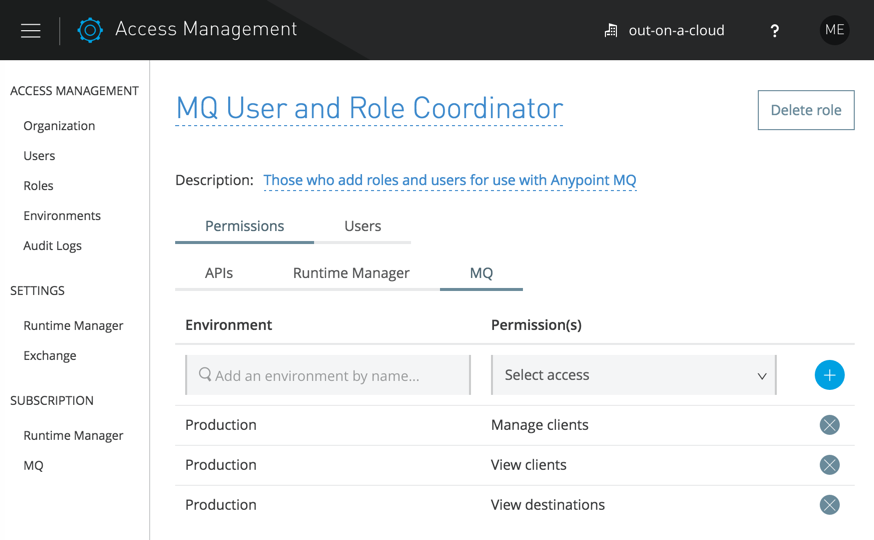 Access Management
out-on-a-cloud
?
ME
ACCESS MANAGEMENT
Organization
Users
Roles
Environments
Audit Logs
SETTINGS
Runtime Manager
Exchange
SUBSCRIPTION
Runtime Manager
MQ
MQ User and Role Coordinator
Delete role
Description: Those who add roles and users for use with Anypoint MQ
Permissions Users
APIs Runtime Manager MQ
Environment Permission(s)
Add an environment by name... Select access
Production Manage clients
Production View clients
Production View destinations